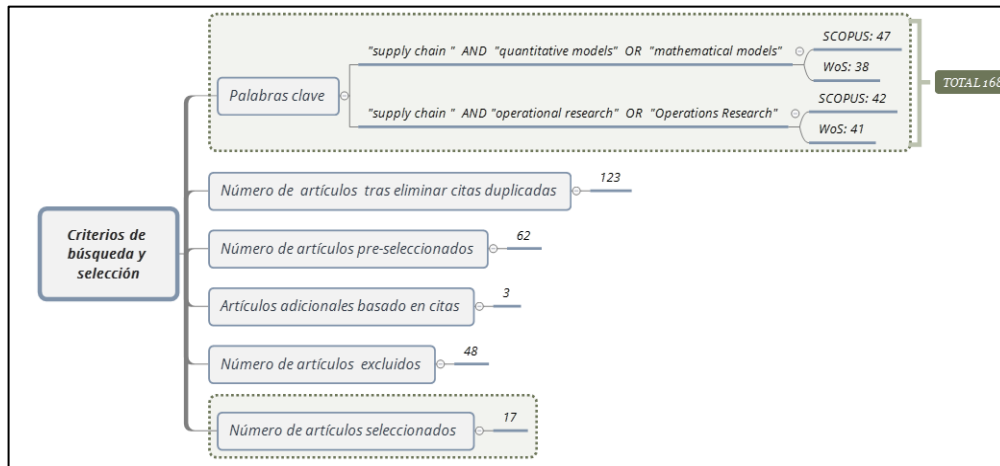 "supply chain " AND "quantitative models" OR "mathematical models"
SCOPUS: 47
WoS: 38
Palabras clave
TOTAL 168
"supply chain " AND "operational research" OR "Operations Research"
SCOPUS: 42
WoS: 41
Número de artículos tras eliminar citas duplicadas
123
Criterios de
búsqueda y
selección
Número de artículos pre-seleccionados
62
Artículos adicionales basado en citas
3
Número de artículos excluidos
48
Número de artículos seleccionados
17